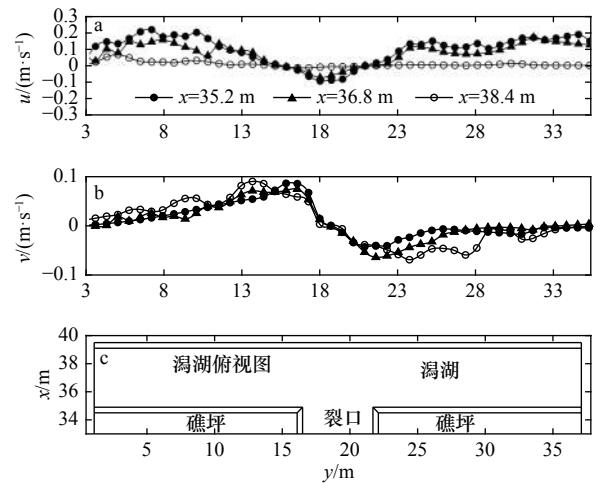 a
u/(m·s⁻¹)
0.3
0.2
0.1
0
−0.1
−0.2
−0.3
x=35.2 m
x=36.8 m
x=38.4 m
3 8 13 18 23 28 33
b
v/(m·s⁻¹)
0.1
0
−0.1
3 8 13 18 23 28 33
c
x/m
40
38
36
34
潟湖俯视图
潟湖
礁坪
裂口
礁坪
5 10 15 20 25 30 35
y/m